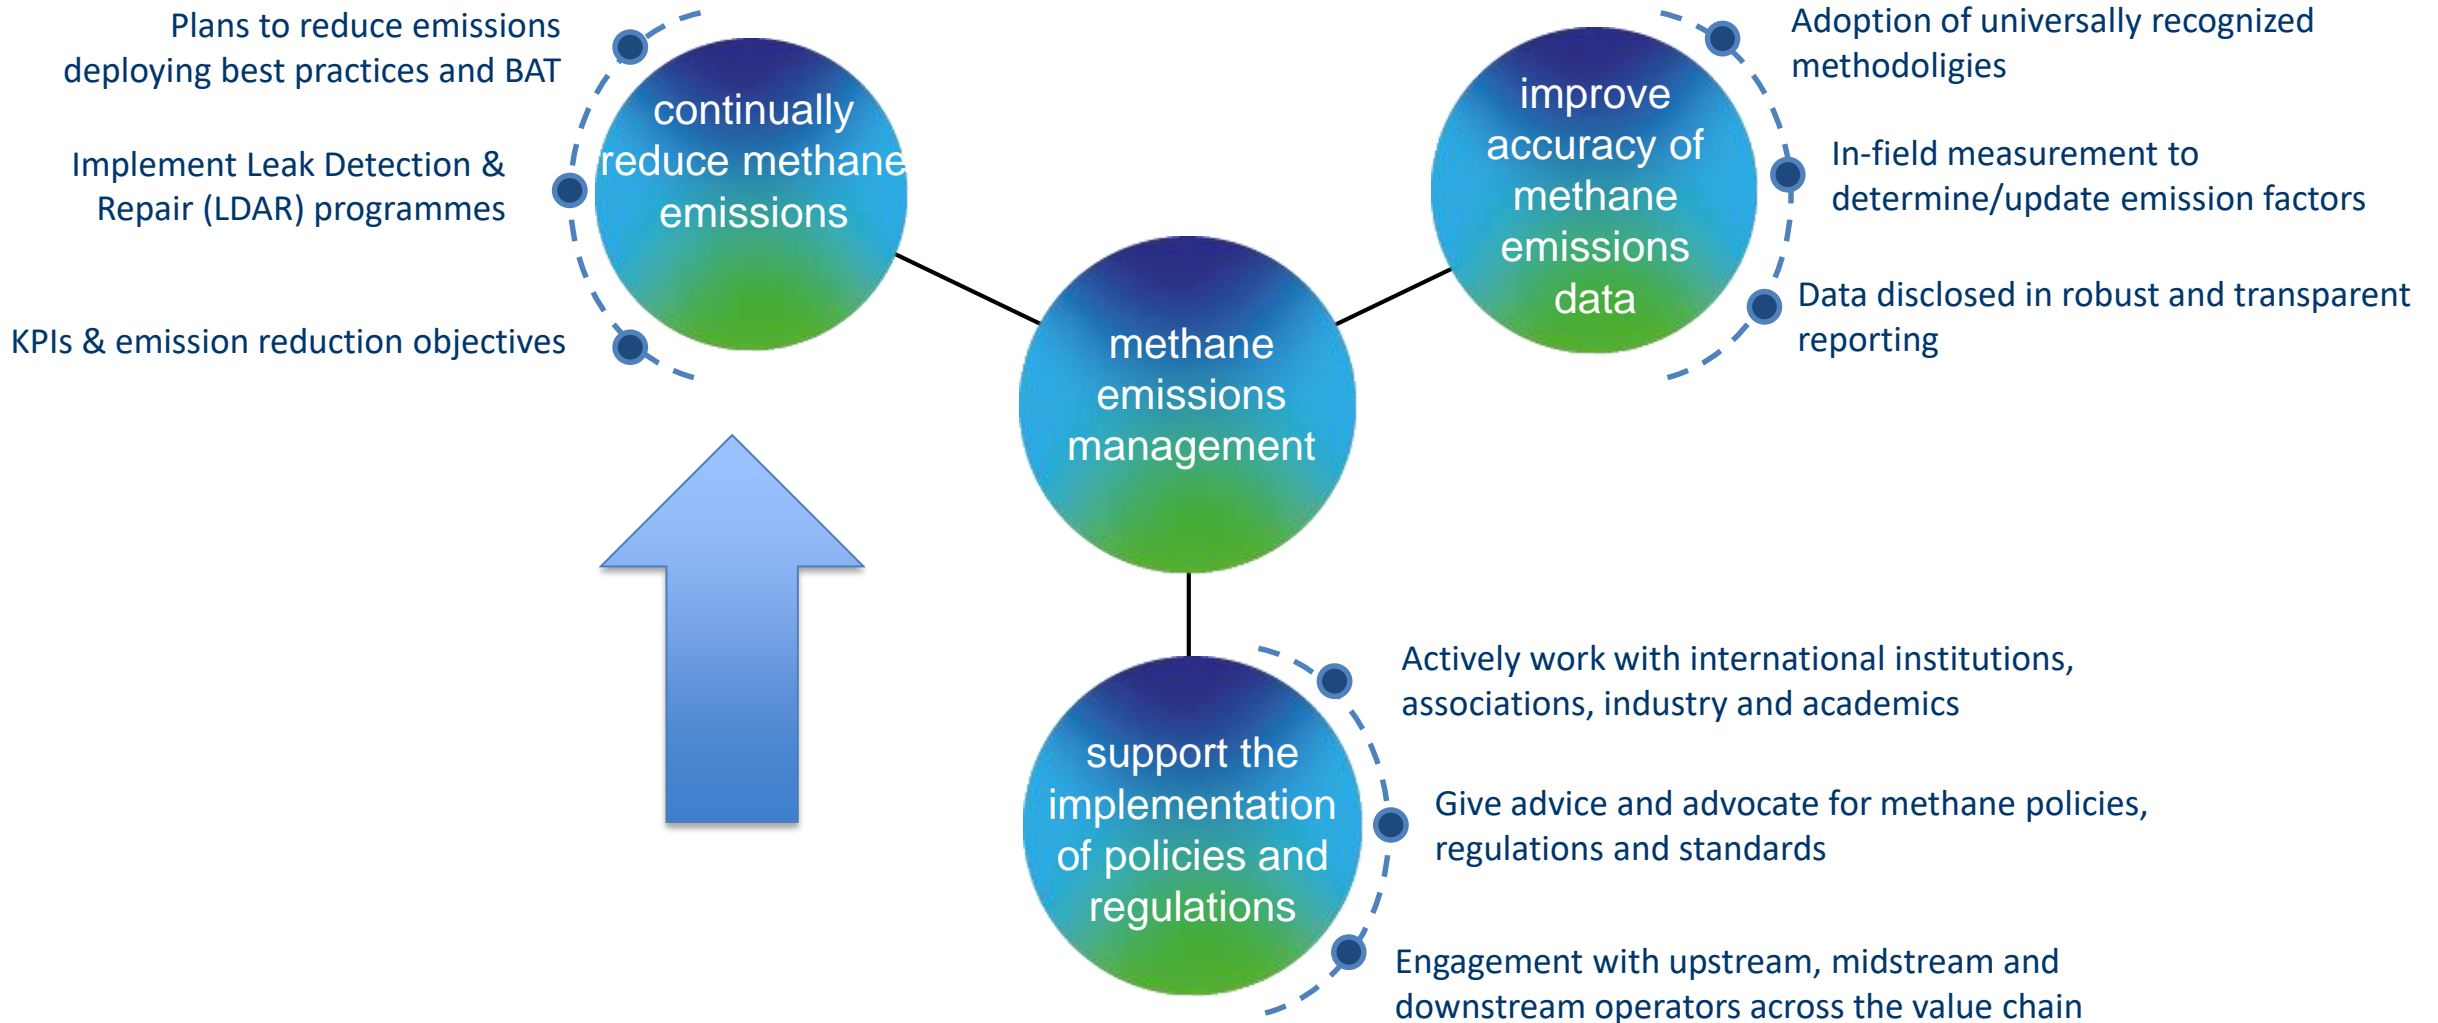 Plans to reduce emissions
deploying best practices and BAT
Implement Leak Detection &
Repair (LDAR) programmes
KPIs & emission reduction objectives
continually
reduce methane
emissions
methane
emissions
management
improve
accuracy of
methane
emissions
data
Adoption of universally recognized
methodoligies
In-field measurement to
determine/update emission factors
Data disclosed in robust and transparent
reporting
support the
implementation
of policies and
regulations
Actively work with international institutions,
associations, industry and academics
Give advice and advocate for methane policies,
regulations and standards
Engagement with upstream, midstream and
downstream operators across the value chain